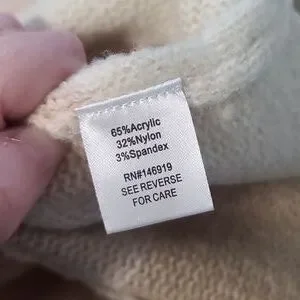 65%Acrylic
32%Nylon
3%Spandex
RN#146919
SEE REVERSE
FOR CARE